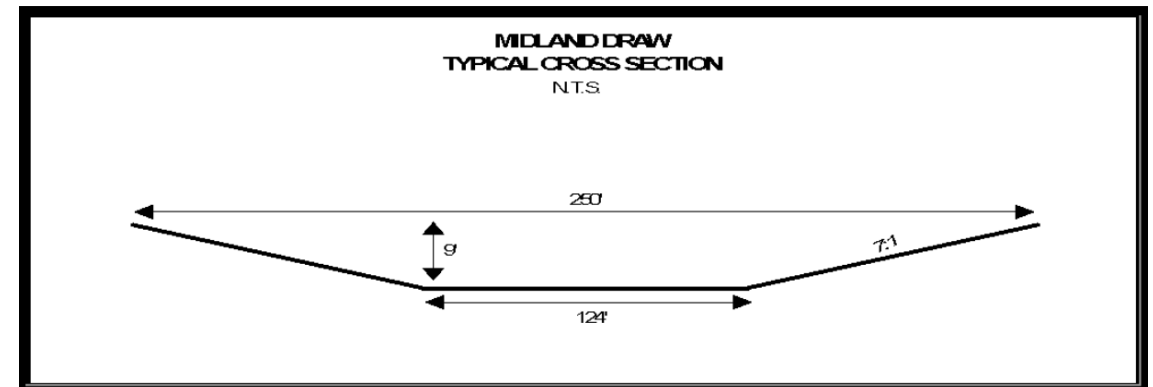 MIDLAND DRAW
TYPICAL CROSS SECTION
N.T.S.
250'
9'
7:1
124'